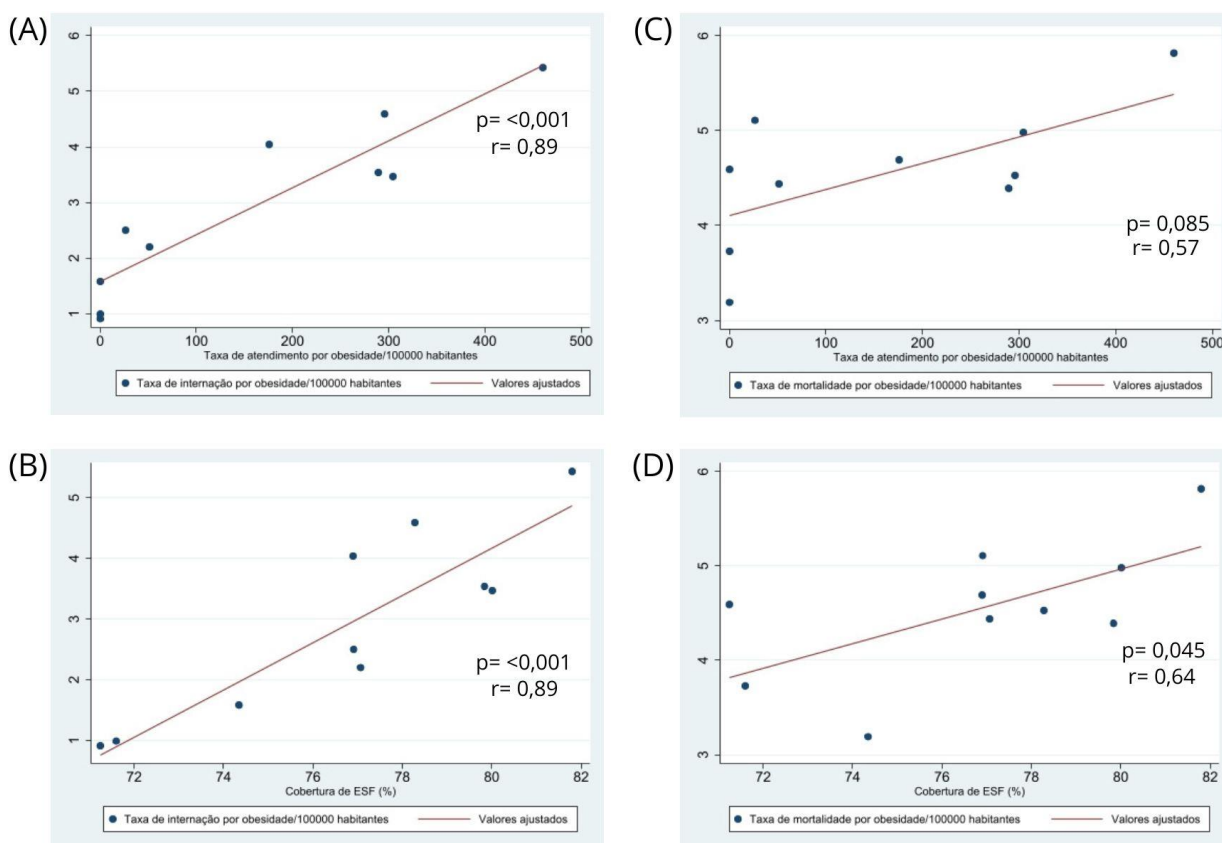 (A)
6
5
4
3
2
1
p= <0,001
r= 0,89
0 100 200 300 400 500
Taxa de atendimento por obesidade/100000 habitantes
Taxa de internação por obesidade/100000 habitantes Valores ajustados
(C)
6
5
4
3
p= 0,085
r= 0,57
0 100 200 300 400 500
Taxa de atendimento por obesidade/100000 habitantes
Taxa de mortalidade por obesidade/100000 habitantes Valores ajustados
(B)
5
4
3
2
1
p= <0,001
r= 0,89
72 74 76 78 80 82
Cobertura de ESF (%)
Taxa de internação por obesidade/100000 habitantes Valores ajustados
(D)
6
5
4
3
p= 0,045
r= 0,64
72 74 76 78 80 82
Cobertura de ESF (%)
Taxa de mortalidade por obesidade/100000 habitantes Valores ajustados